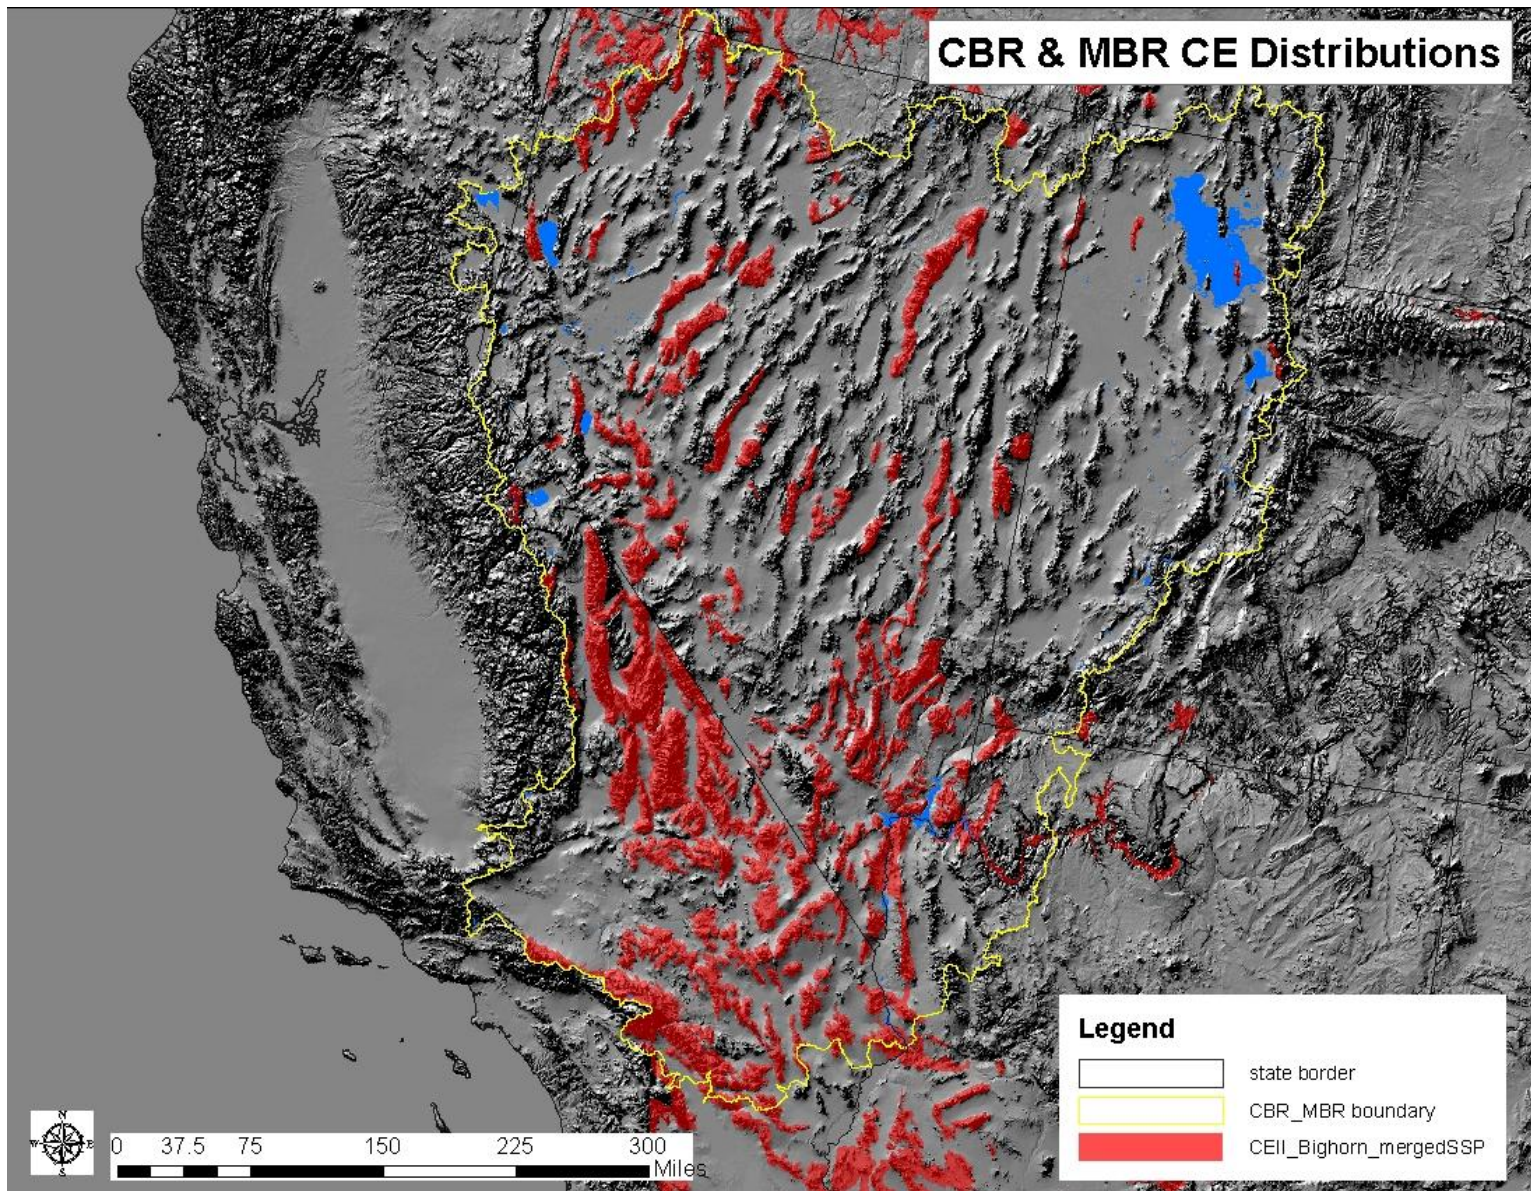 CBR & MBR CE Distributions
Legend
state border
CBR_MBR boundary
CEII_Bighorn_mergedSSP
N
W E
S
0 37.5 75 150 225 300
Miles